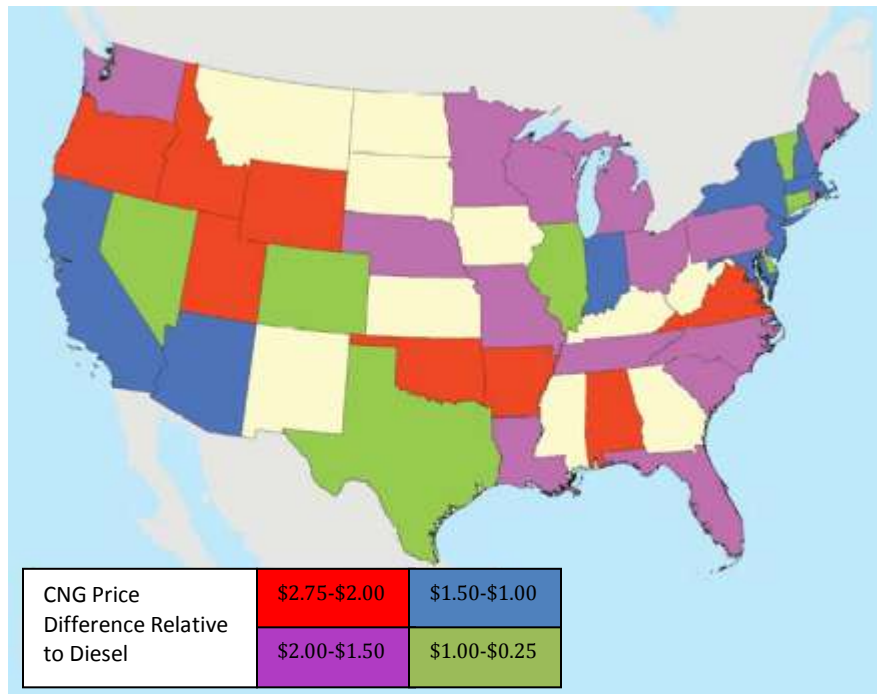 CNG Price
Difference Relative
to Diesel
$2.75-$2.00
$1.50-$1.00
$2.00-$1.50
$1.00-$0.25